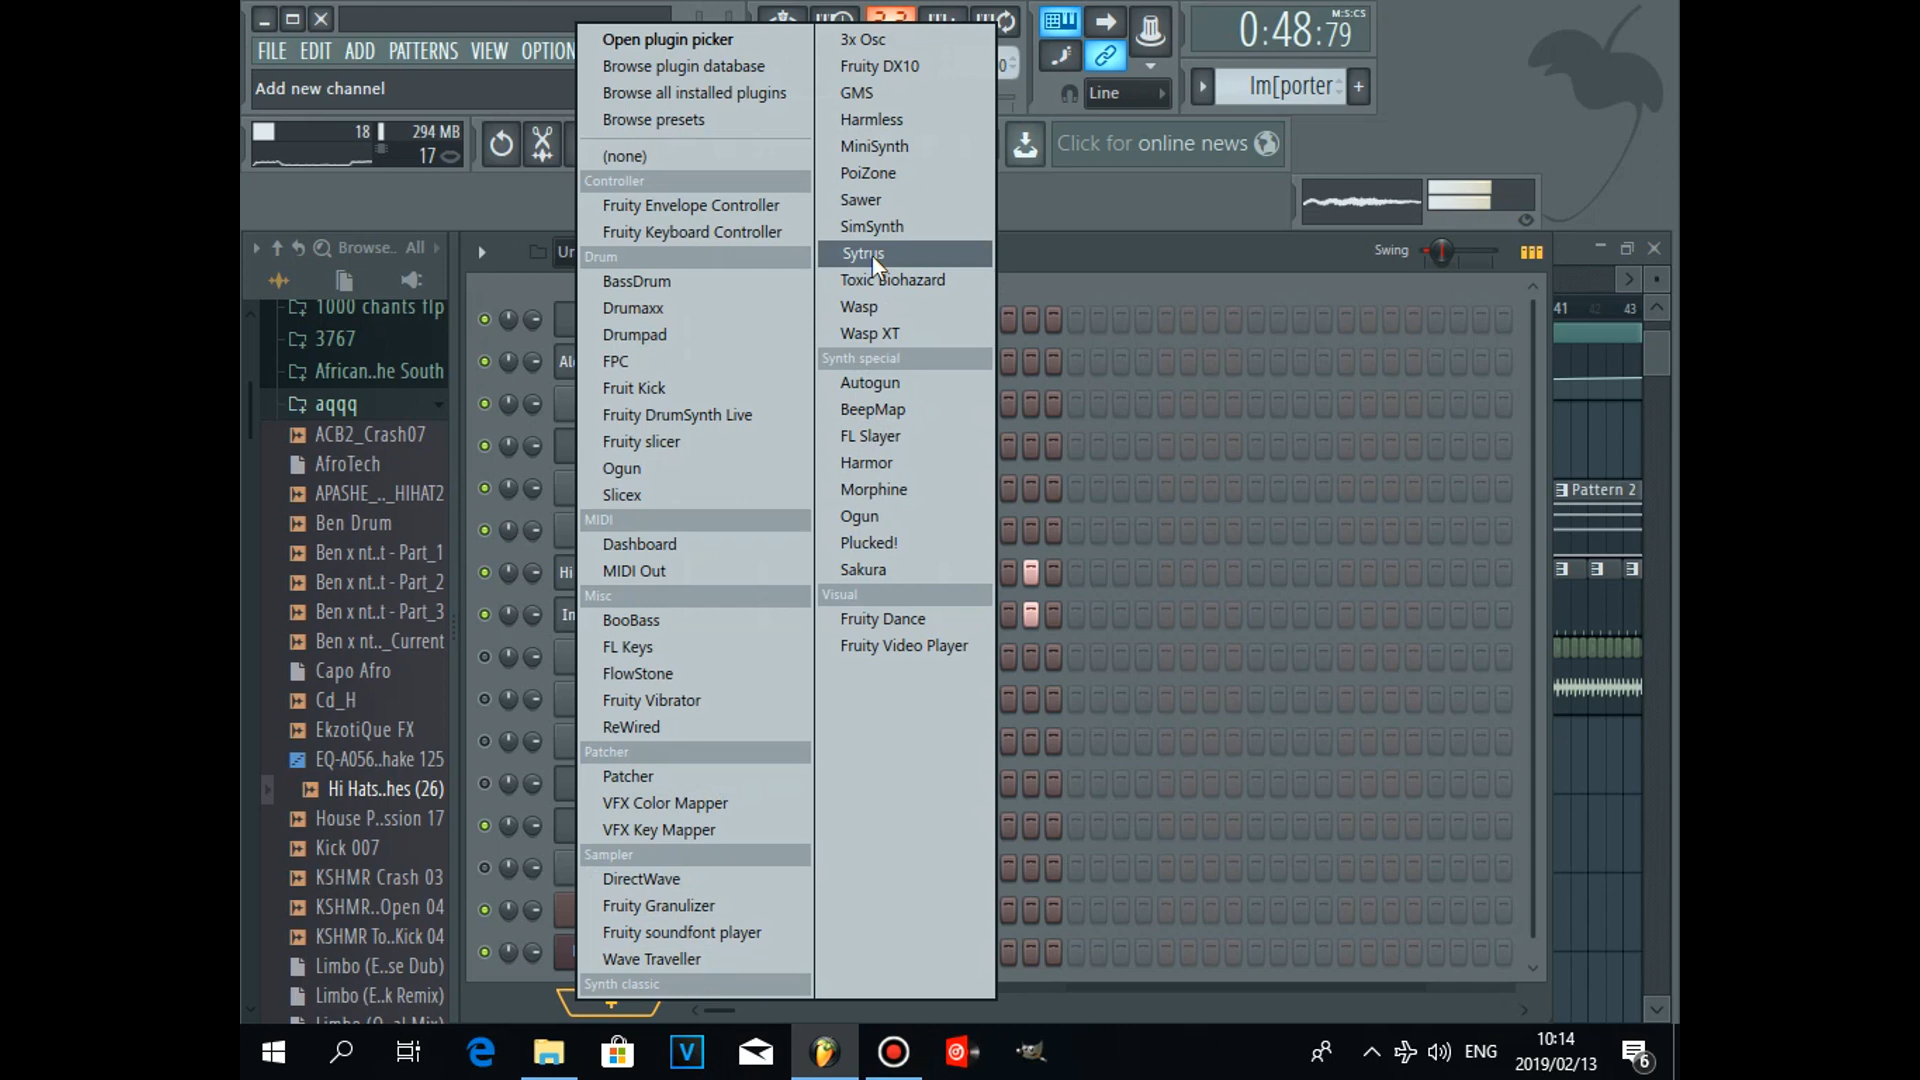 FILE EDIT ADD PATTERNS VIEW OPTION
Add new channel
18
294 MB
17
0:48:79
M:S:CS
Line
Im[porter
Click for online news
Browse.. All
1000 chants flp
3767
African..he South
aqqq
ACB2_Crash07
AfroTech
APASHE_.._HIHAT2
Ben Drum
Ben x nt..t - Part_1
Ben x nt..t - Part_2
Ben x nt..t - Part_3
Ben x nt.._Current
Capo Afro
Cd_H
EkzotiQue FX
EQ-A056..hake 125
Hi Hats..hes (26)
House P..ssion 17
Kick 007
KSHMR Crash 03
KSHMR..Open 04
KSHMR To..Kick 04
Limbo (E..se Dub)
Limbo (E..k Remix)
Open plugin picker
Browse plugin database
Browse all installed plugins
Browse presets
(none)
Controller
Fruity Envelope Controller
Fruity Keyboard Controller
Drum
BassDrum
Drumaxx
Drumpad
FPC
Fruit Kick
Fruity DrumSynth Live
Fruity slicer
Ogun
Slicex
MIDI
Dashboard
MIDI Out
Misc
BooBass
FL Keys
FlowStone
Fruity Vibrator
ReWired
Patcher
Patcher
VFX Color Mapper
VFX Key Mapper
Sampler
DirectWave
Fruity Granulizer
Fruity soundfont player
Wave Traveller
Synth classic
3x Osc
Fruity DX10
GMS
Harmless
MiniSynth
PoiZone
Sawer
SimSynth
Sytrus
Toxic Biohazard
Wasp
Wasp XT
Synth special
Autogun
BeepMap
FL Slayer
Harmor
Morphine
Ogun
Plucked!
Sakura
Visual
Fruity Dance
Fruity Video Player
Swing
41 42 43
Pattern 2
ENG
10:14
2019/02/13
6